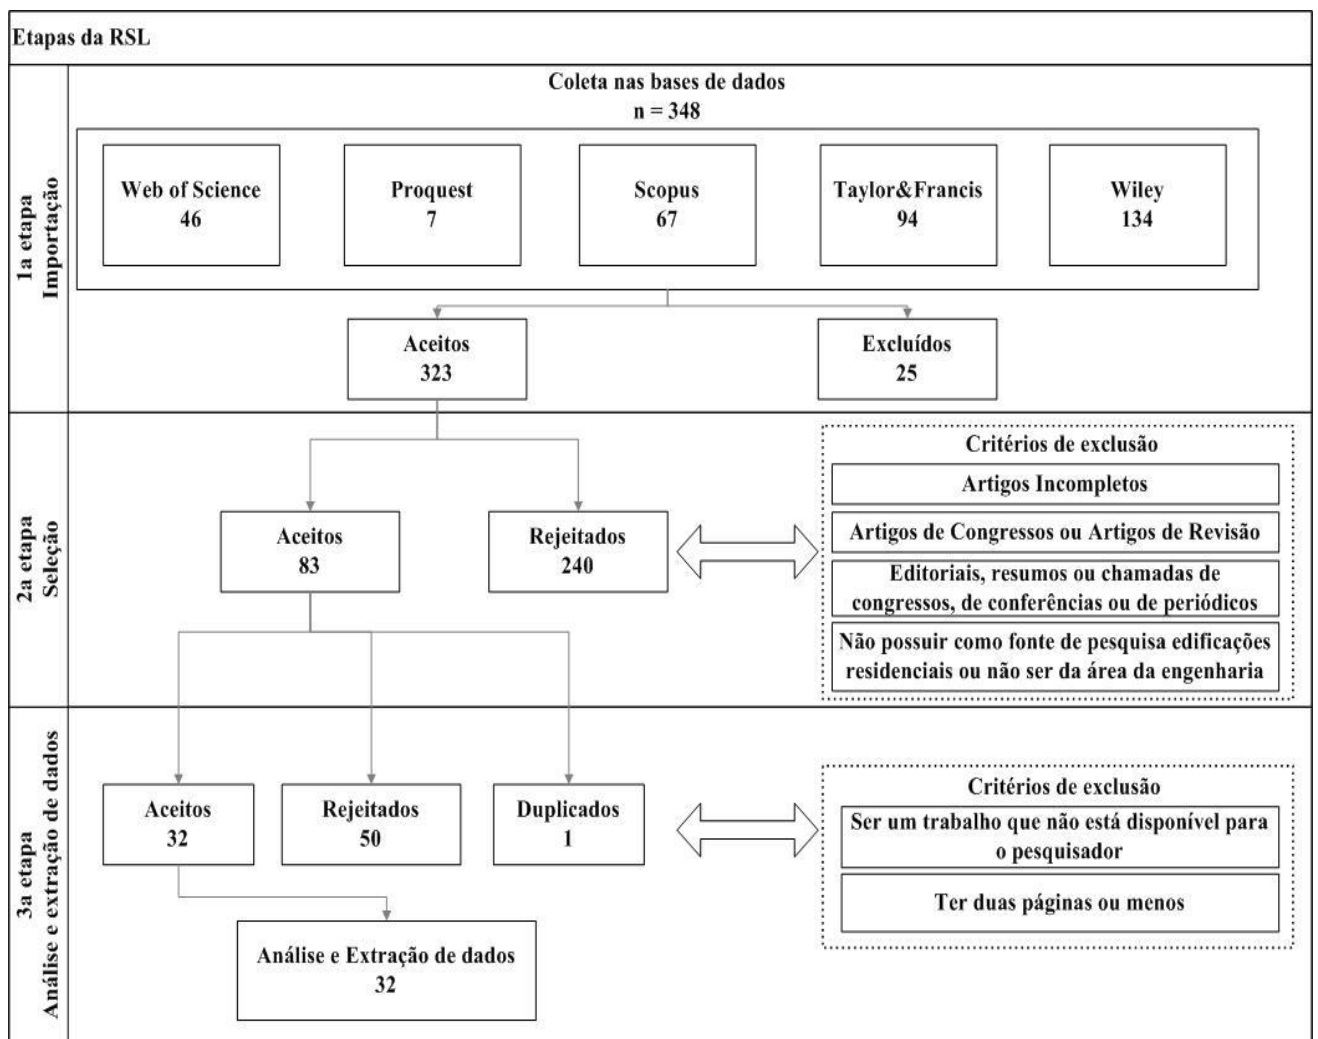 Etapas da RSL
1a etapa
Importação
Coleta nas bases de dados
n = 348
Web of Science
46
Proquest
7
Scopus
67
Taylor&Francis
94
Wiley
134
Aceitos
323
Excluídos
25
2a etapa
Seleção
Aceitos
83
Rejeitados
240
Critérios de exclusão
Artigos Incompletos
Artigos de Congressos ou Artigos de Revisão
Editoriais, resumos ou chamadas de
congressos, de conferências ou de periódicos
Não possuir como fonte de pesquisa edificações
residenciais ou não ser da área da engenharia
3a etapa
Análise e extração de dados
Aceitos
32
Rejeitados
50
Duplicados
1
Critérios de exclusão
Ser um trabalho que não está disponível para
o pesquisador
Ter duas páginas ou menos
Análise e Extração de dados
32